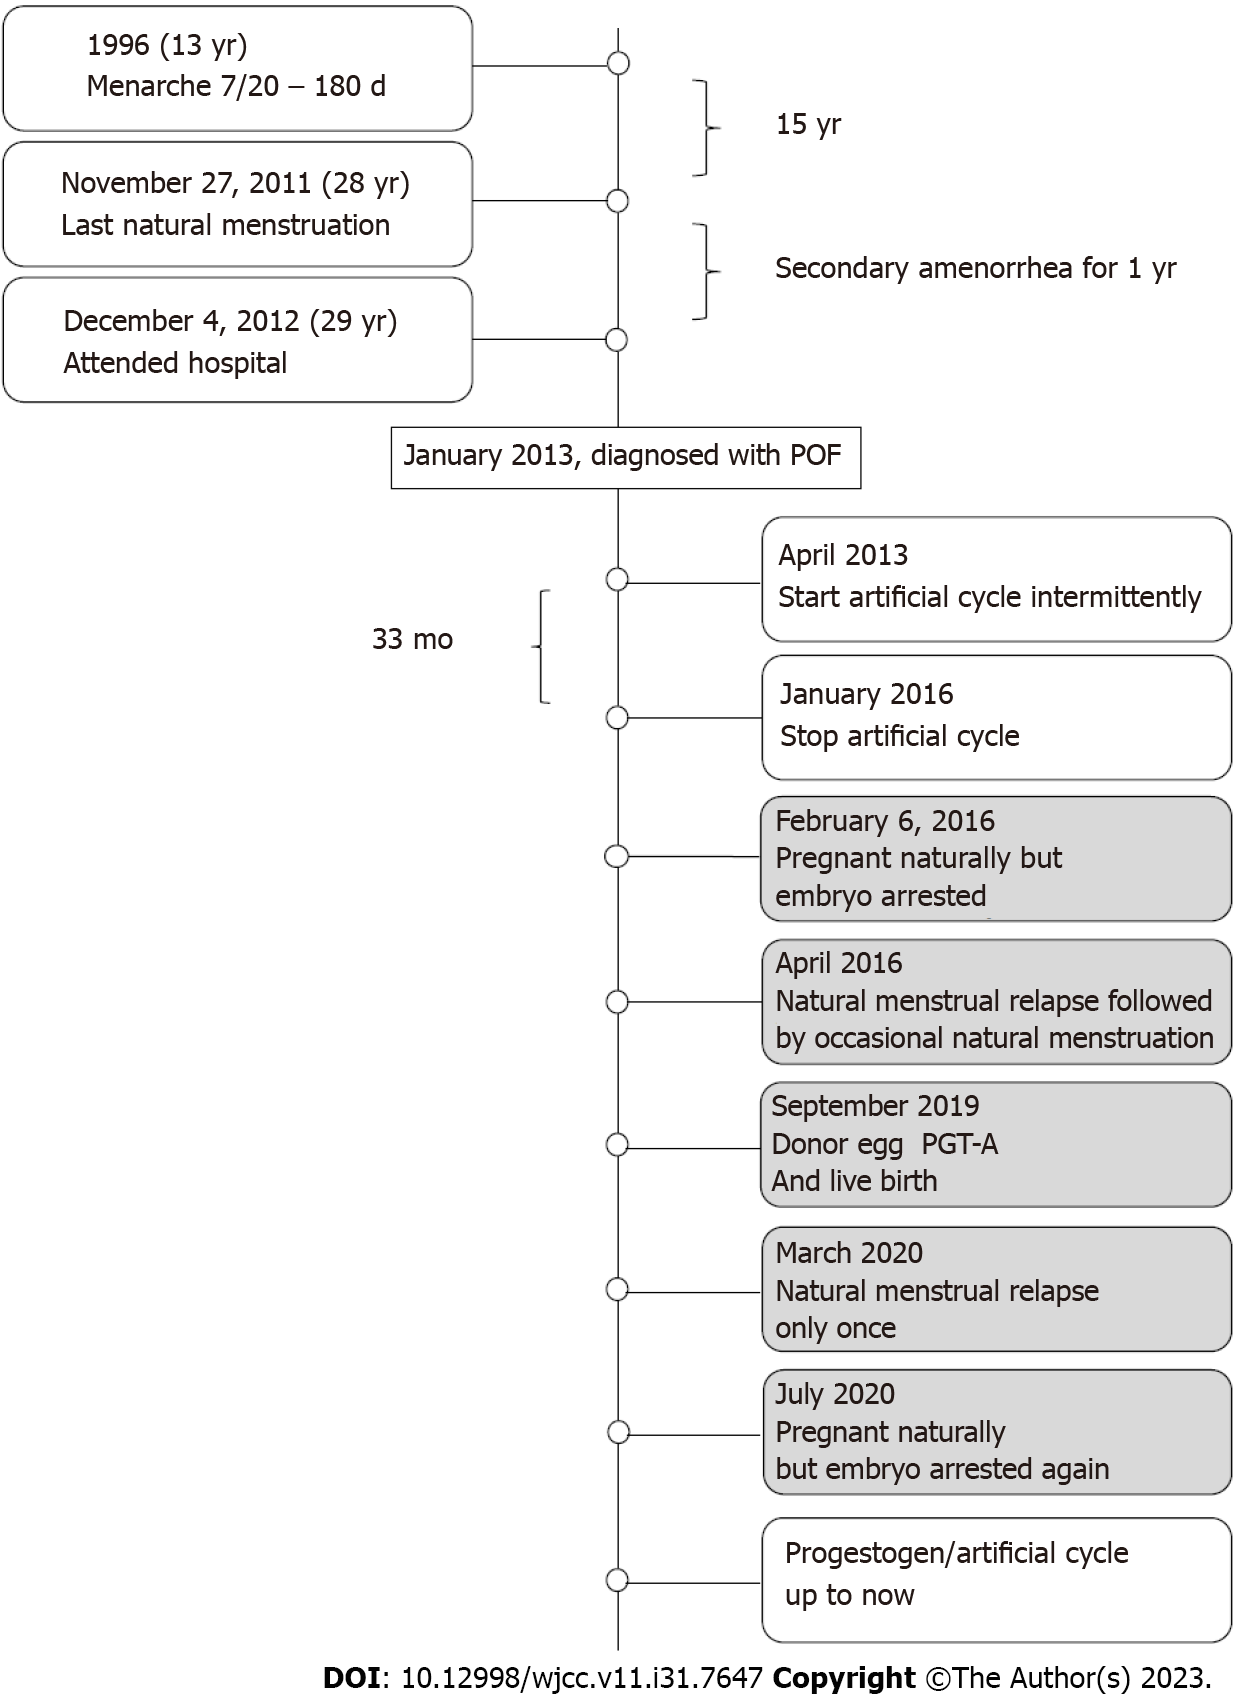 1996 (13 yr)
Menarche 7/20 – 180 d
15 yr
November 27, 2011 (28 yr)
Last natural menstruation
Secondary amenorrhea for 1 yr
December 4, 2012 (29 yr)
Attended hospital
January 2013, diagnosed with POF
April 2013
Start artificial cycle intermittently
33 mo
January 2016
Stop artificial cycle
February 6, 2016
Pregnant naturally but
embryo arrested
April 2016
Natural menstrual relapse followed
by occasional natural menstruation
September 2019
Donor egg  PGT-A
And live birth
March 2020
Natural menstrual relapse
only once
July 2020
Pregnant naturally
but embryo arrested again
Progestogen/artificial cycle
up to now
DOI: 10.12998/wjcc.v11.i31.7647 Copyright ©The Author(s) 2023.